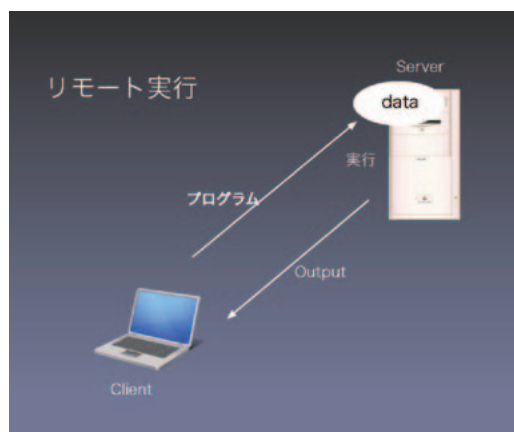 リモート実行
Server
data
実行
プログラム
Output
Client